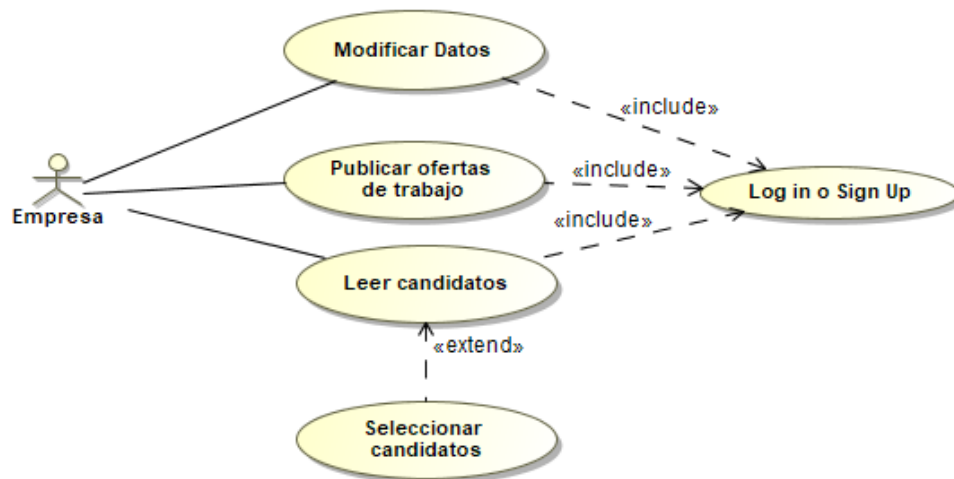 Modificar Datos
«include»
Publicar ofertas
de trabajo
«include»
Log in o Sign Up
Empresa
«include»
Leer candidatos
«extend»
Seleccionar
candidatos